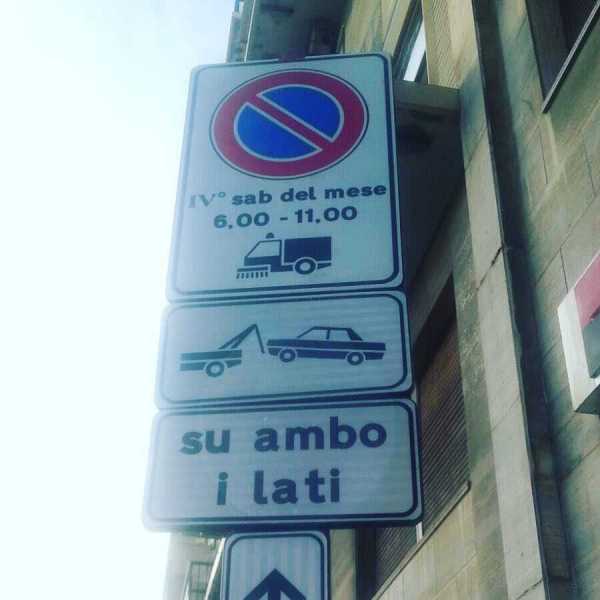 IV° sab del mese
6.00 - 11.00
su ambo
i lati